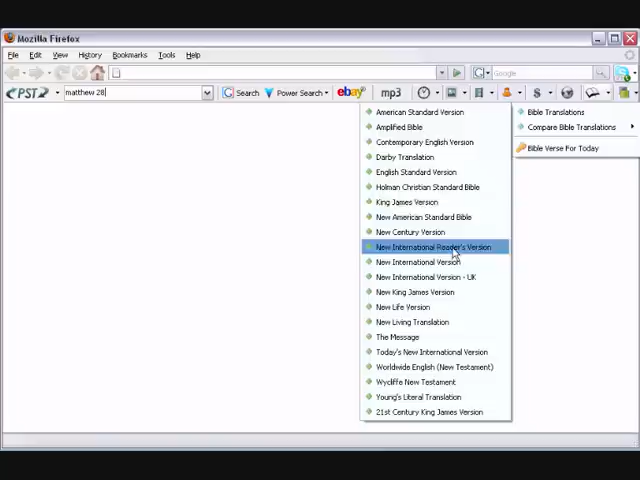 Mozilla Firefox
File Edit View History Bookmarks Tools Help
Google
PST2 matthew 28 Search Power Search ebay mp3 S
American Standard Version
Amplified Bible
Contemporary English Version
Darby Translation
English Standard Version
Holman Christian Standard Bible
King James Version
New American Standard Bible
New Century Version
New International Reader's Version
New International Version
New International Version - UK
New King James Version
New Life Version
New Living Translation
The Message
Today's New International Version
Worldwide English (New Testament)
Wycliffe New Testament
Young's Literal Translation
21st Century King James Version
Bible Translations
Compare Bible Translations
Bible Verse For Today